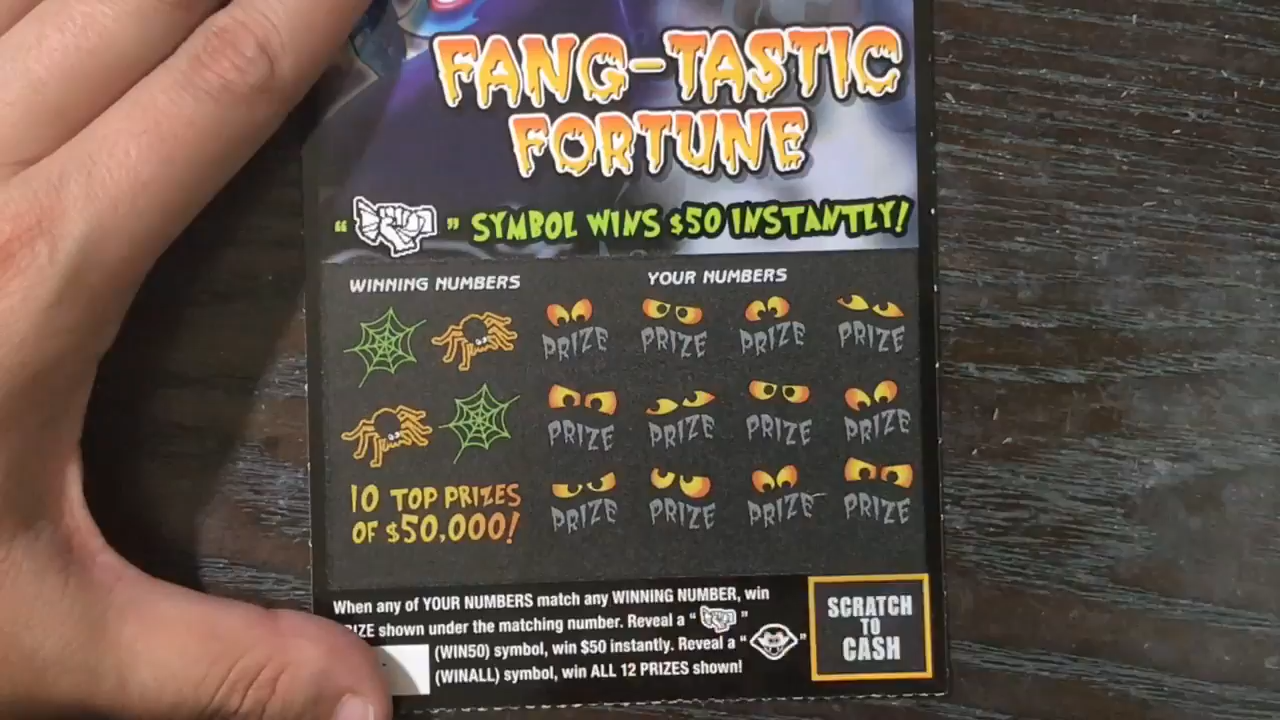 FANG-TASTIC
FORTUNE
" " SYMBOL WINS $50 INSTANTLY!
WINNING NUMBERS
YOUR NUMBERS
PRIZE PRIZE PRIZE PRIZE
PRIZE PRIZE PRIZE PRIZE
PRIZE PRIZE PRIZE PRIZE
10 TOP PRIZES
OF $50,000!
When any of YOUR NUMBERS match any WINNING NUMBER, win
shown under the matching number. Reveal a " "
(WIN50) symbol, win $50 instantly. Reveal a " "
(WINALL) symbol, win ALL 12 PRIZES shown!
SCRATCH
TO
CASH